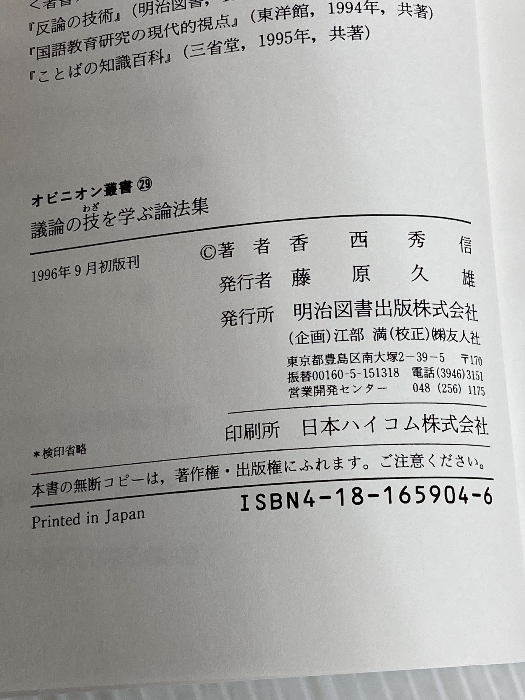 『反論の技術』(明治図書,
『国語教育研究の現代的視点』(東洋館, 1994年, 共著)
『ことばの知識百科』(三省堂, 1995年, 共著)
オピニオン叢書㉙
わざ
議論の技を学ぶ論法集
1996年9月初版刊
©著 者 香 西 秀 信
発行者 藤 原 久 雄
発行所 明治図書出版株式会社
(企画)江部 満(校正)㈱友人社
東京都豊島区南大塚2-39-5 〒170
振替00160-5-151318 電話(3946)3151
営業開発センター 048 (256) 1175
*検印省略
印刷所 日本ハイコム株式会社
本書の無断コピーは,著作権・出版権にふれます。ご注意ください。
Printed in Japan
ISBN4-18-165904-6